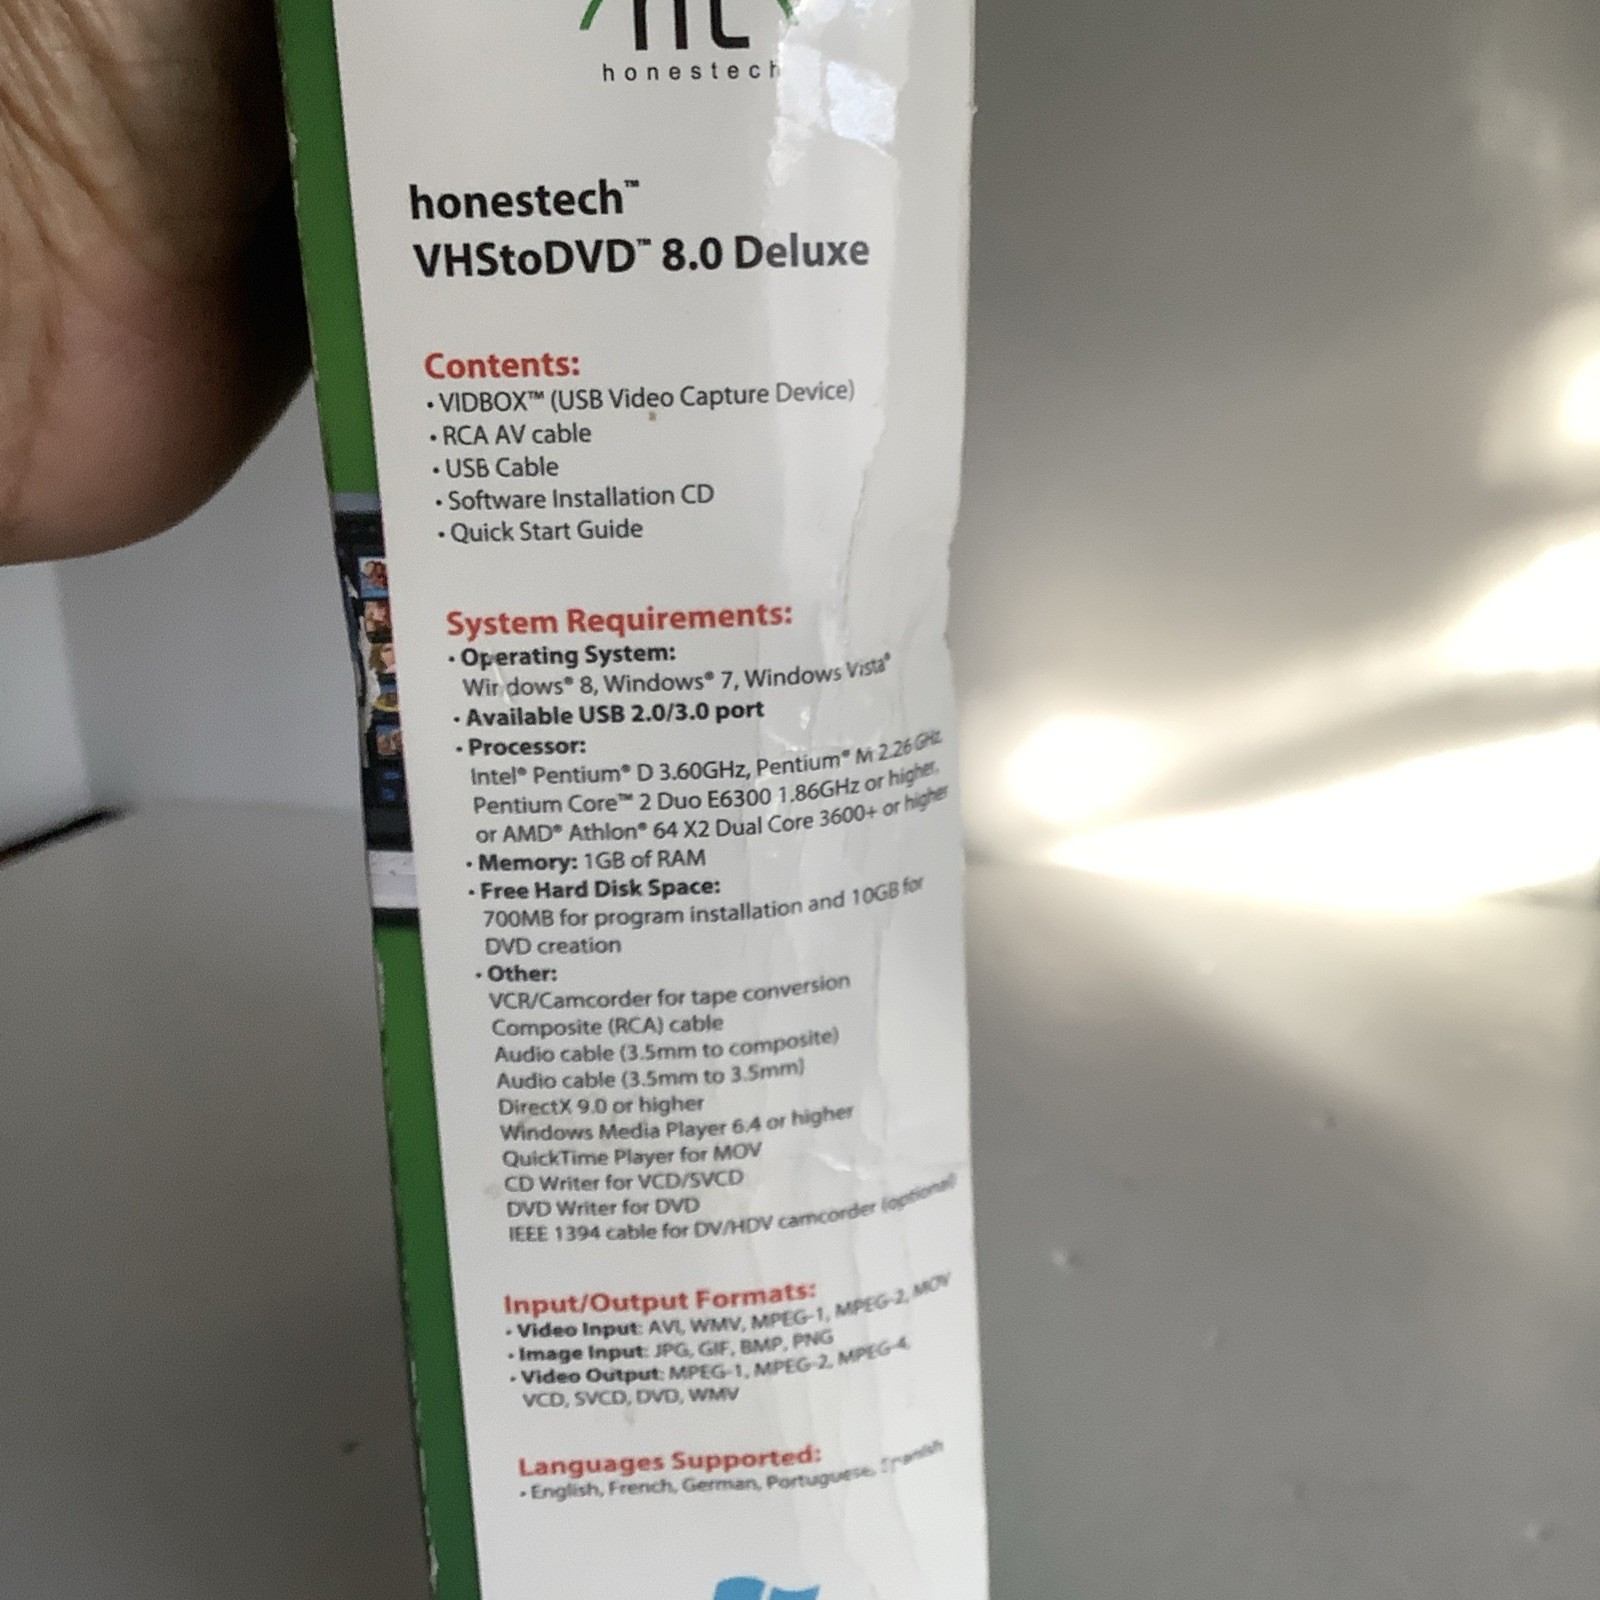 ht
honestech
honestech™
VHStoDVD™ 8.0 Deluxe
Contents:
• VIDBOX™ (USB Video Capture Device)
• RCA AV cable
• USB Cable
• Software Installation CD
• Quick Start Guide
System Requirements:
• Operating System:
Windows® 8, Windows® 7, Windows Vista®
• Available USB 2.0/3.0 port
• Processor:
Intel® Pentium® D 3.60GHz, Pentium® M 2.26 GHz,
Pentium Core™ 2 Duo E6300 1.86GHz or higher,
or AMD® Athlon® 64 X2 Dual Core 3600+ or higher
• Memory: 1GB of RAM
• Free Hard Disk Space:
700MB for program installation and 10GB for
DVD creation
• Other:
VCR/Camcorder for tape conversion
Composite (RCA) cable
Audio cable (3.5mm to composite)
Audio cable (3.5mm to 3.5mm)
DirectX 9.0 or higher
Windows Media Player 6.4 or higher
QuickTime Player for MOV
CD Writer for VCD/SVCD
DVD Writer for DVD
IEEE 1394 cable for DV/HDV camcorder (optional)
Input/Output Formats:
• Video Input: AVI, WMV, MPEG-1, MPEG-2, MOV
• Image Input: JPG, GIF, BMP, PNG
• Video Output: MPEG-1, MPEG-2, MPEG-4,
VCD, SVCD, DVD, WMV
Languages Supported:
• English, French, German, Portuguese, Spanish